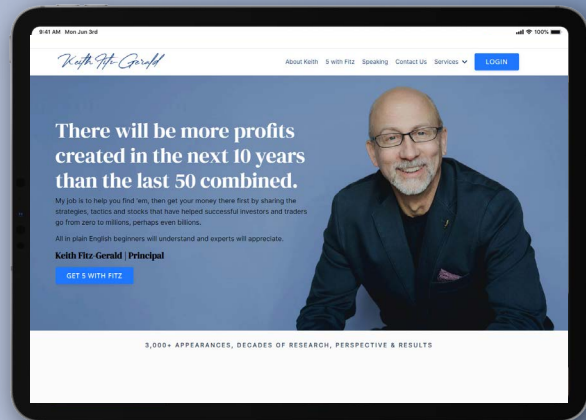 9:41 AM Mon Jun 3rd
100%
Keith Fitz-Gerald
About Keith 5 with Fitz Speaking Contact Us Services LOGIN
There will be more profits
created in the next 10 years
than the last 50 combined.
My job is to help you find 'em, then get your money there first by sharing the
strategies, tactics and stocks that have helped successful investors and traders
go from zero to millions, perhaps even billions.
All in plain English beginners will understand and experts will appreciate.
Keith Fitz-Gerald | Principal
GET 5 WITH FITZ
3,000+ APPEARANCES, DECADES OF RESEARCH, PERSPECTIVE & RESULTS